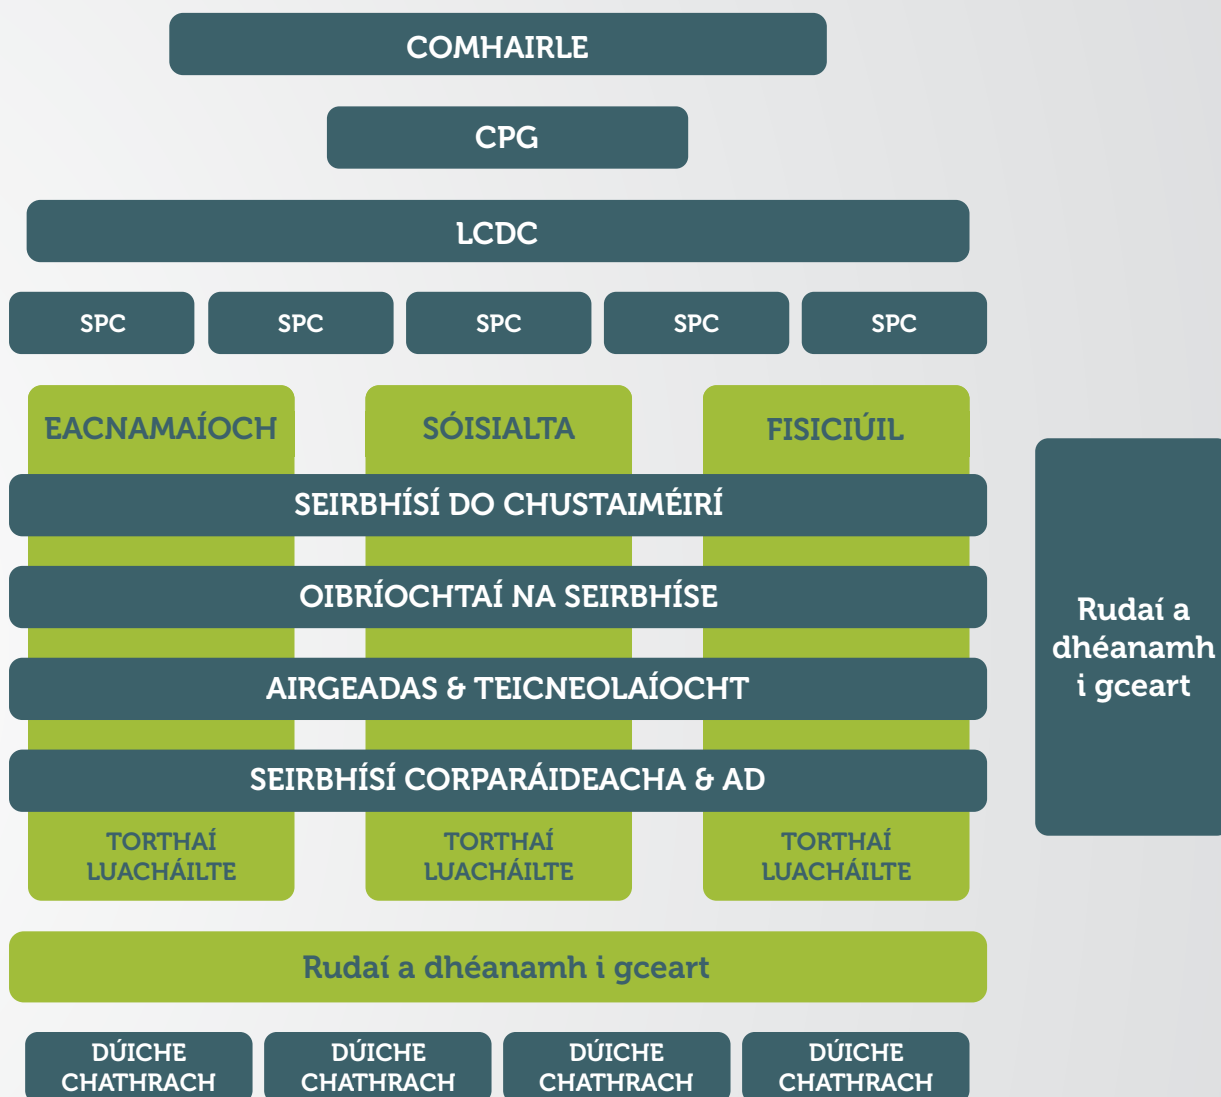 COMHAIRLE
CPG
LCDC
SPC
SPC
SPC
SPC
SPC
EACNAMAÍOCH
SÓISIALTA
FISICIÚIL
SEIRBHÍSÍ DO CHUSTAIMÉIRÍ
OIBRÍOCHTAÍ NA SEIRBHÍSE
AIRGEADAS & TEICNEOLAÍOCHT
SEIRBHÍSÍ CORPARÁIDEACHA & AD
TORTHAÍ
LUACHÁILTE
TORTHAÍ
LUACHÁILTE
TORTHAÍ
LUACHÁILTE
Rudaí a
dhéanamh
i gceart
Rudaí a dhéanamh i gceart
DÚICHE
CHATHRACH
DÚICHE
CHATHRACH
DÚICHE
CHATHRACH
DÚICHE
CHATHRACH